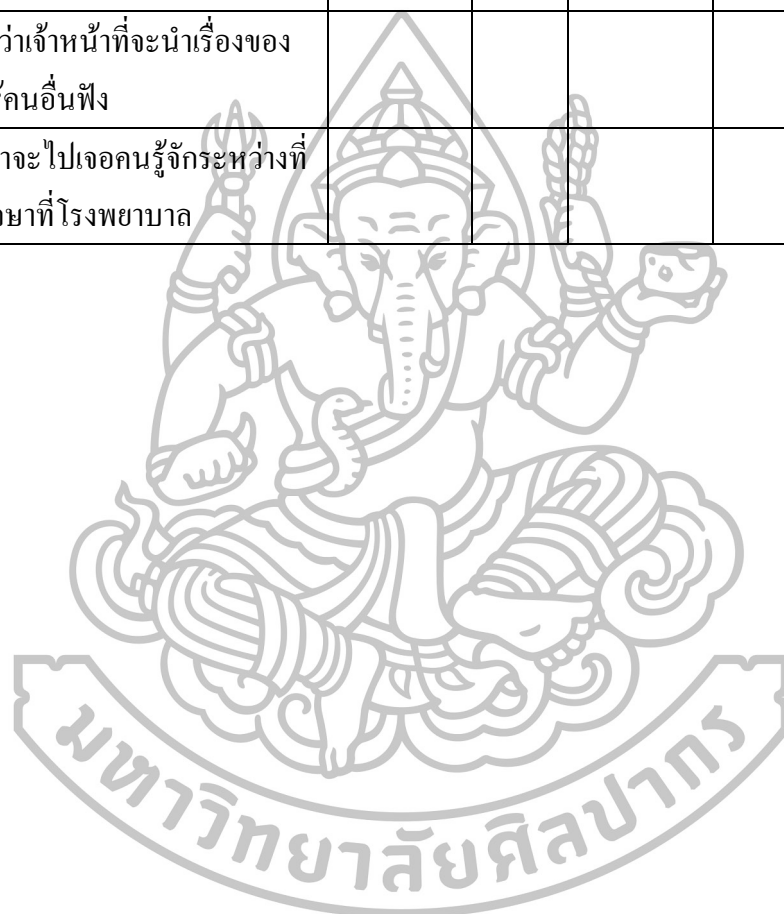 ว่าเจ้าหน้าที่จะนำเรื่องของ
คนอื่นฟัง
จะไปเจอคนรู้จักระหว่างที่
ที่โรงพยาบาล
มหาวิทยาลัยศิลปากร